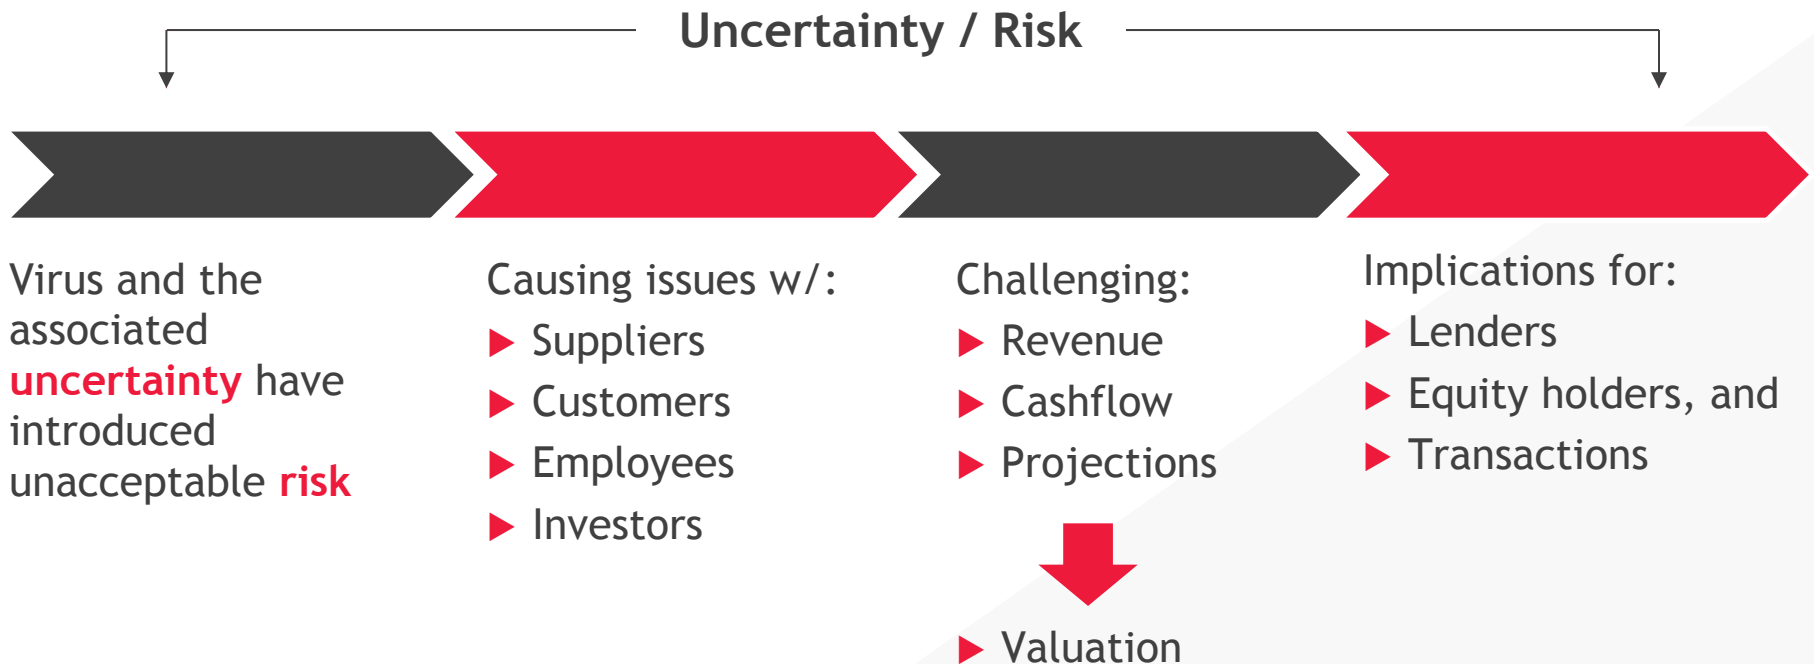 Uncertainty / Risk
Virus and the
associated
uncertainty have
introduced
unacceptable risk
Causing issues w/:
Suppliers
Customers
Employees
Investors
Challenging:
Revenue
Cashflow
Projections
Valuation
Implications for:
Lenders
Equity holders, and
Transactions